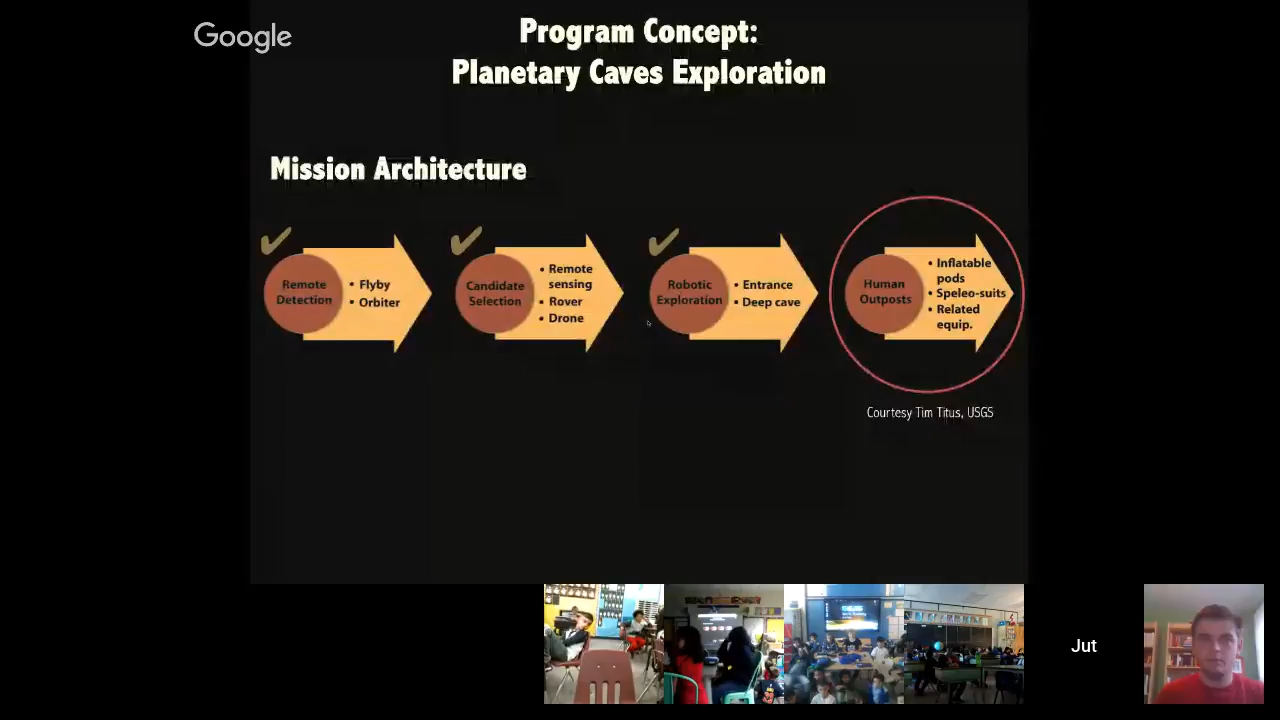 Google
Program Concept:
Planetary Caves Exploration
Mission Architecture
Remote
Detection
• Flyby
• Orbiter
Candidate
Selection
• Remote
sensing
• Rover
• Drone
Robotic
Exploration
• Entrance
• Deep cave
Human
Outposts
• Inflatable
pods
• Speleo-suits
• Related
equip.
Courtesy Tim Titus, USGS
Jut